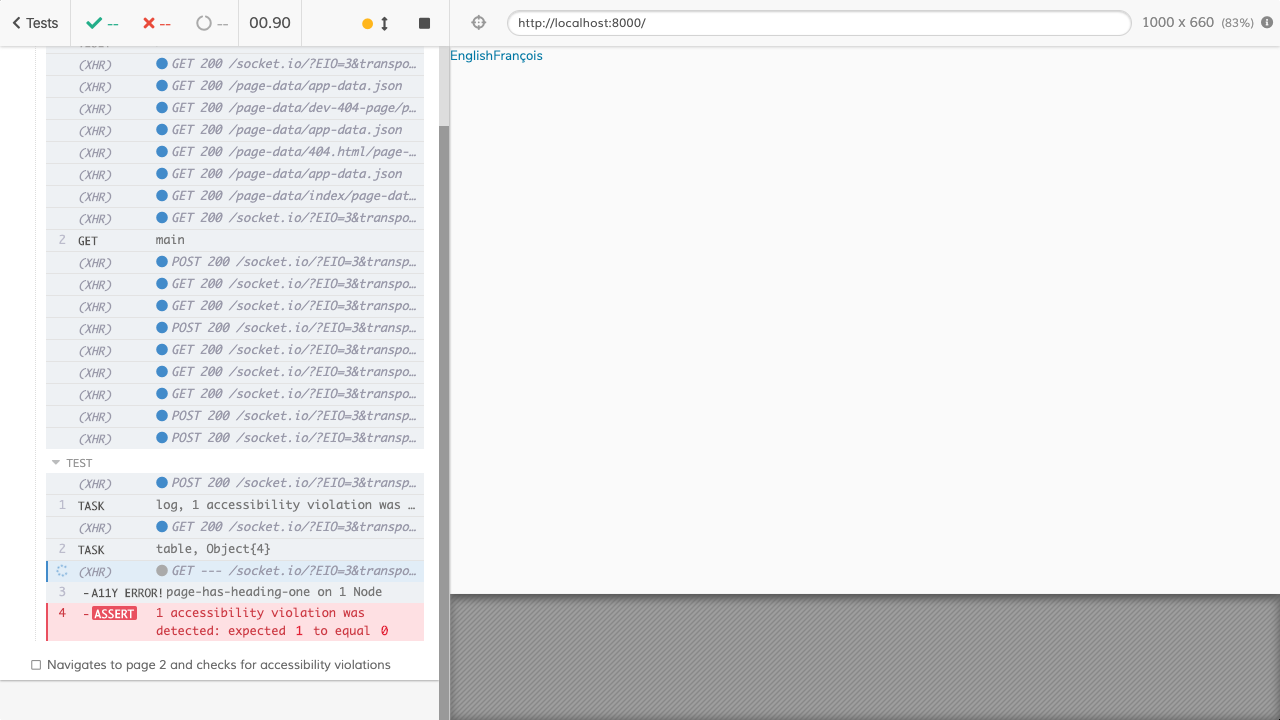 Tests -- -- -- 00.90 http://localhost:8000/ 1000 x 660 (83%)
EnglishFrançois
(XHR) GET 200 /socket.io/?EIO=3&transpo…
(XHR) GET 200 /page-data/app-data.json
(XHR) GET 200 /page-data/dev-404-page/p…
(XHR) GET 200 /page-data/app-data.json
(XHR) GET 200 /page-data/404.html/page-…
(XHR) GET 200 /page-data/app-data.json
(XHR) GET 200 /page-data/index/page-dat…
(XHR) GET 200 /socket.io/?EIO=3&transpo…
2 GET main
(XHR) POST 200 /socket.io/?EIO=3&transp…
(XHR) GET 200 /socket.io/?EIO=3&transpo…
(XHR) GET 200 /socket.io/?EIO=3&transpo…
(XHR) POST 200 /socket.io/?EIO=3&transp…
(XHR) GET 200 /socket.io/?EIO=3&transpo…
(XHR) GET 200 /socket.io/?EIO=3&transpo…
(XHR) GET 200 /socket.io/?EIO=3&transpo…
(XHR) POST 200 /socket.io/?EIO=3&transp…
(XHR) POST 200 /socket.io/?EIO=3&transp…
TEST
(XHR) POST 200 /socket.io/?EIO=3&transp…
1 TASK log, 1 accessibility violation was …
(XHR) GET 200 /socket.io/?EIO=3&transpo…
2 TASK table, Object{4}
(XHR) GET --- /socket.io/?EIO=3&transpo…
3 -A11Y ERROR! page-has-heading-one on 1 Node
4 -ASSERT 1 accessibility violation was
detected: expected 1 to equal 0
Navigates to page 2 and checks for accessibility violations